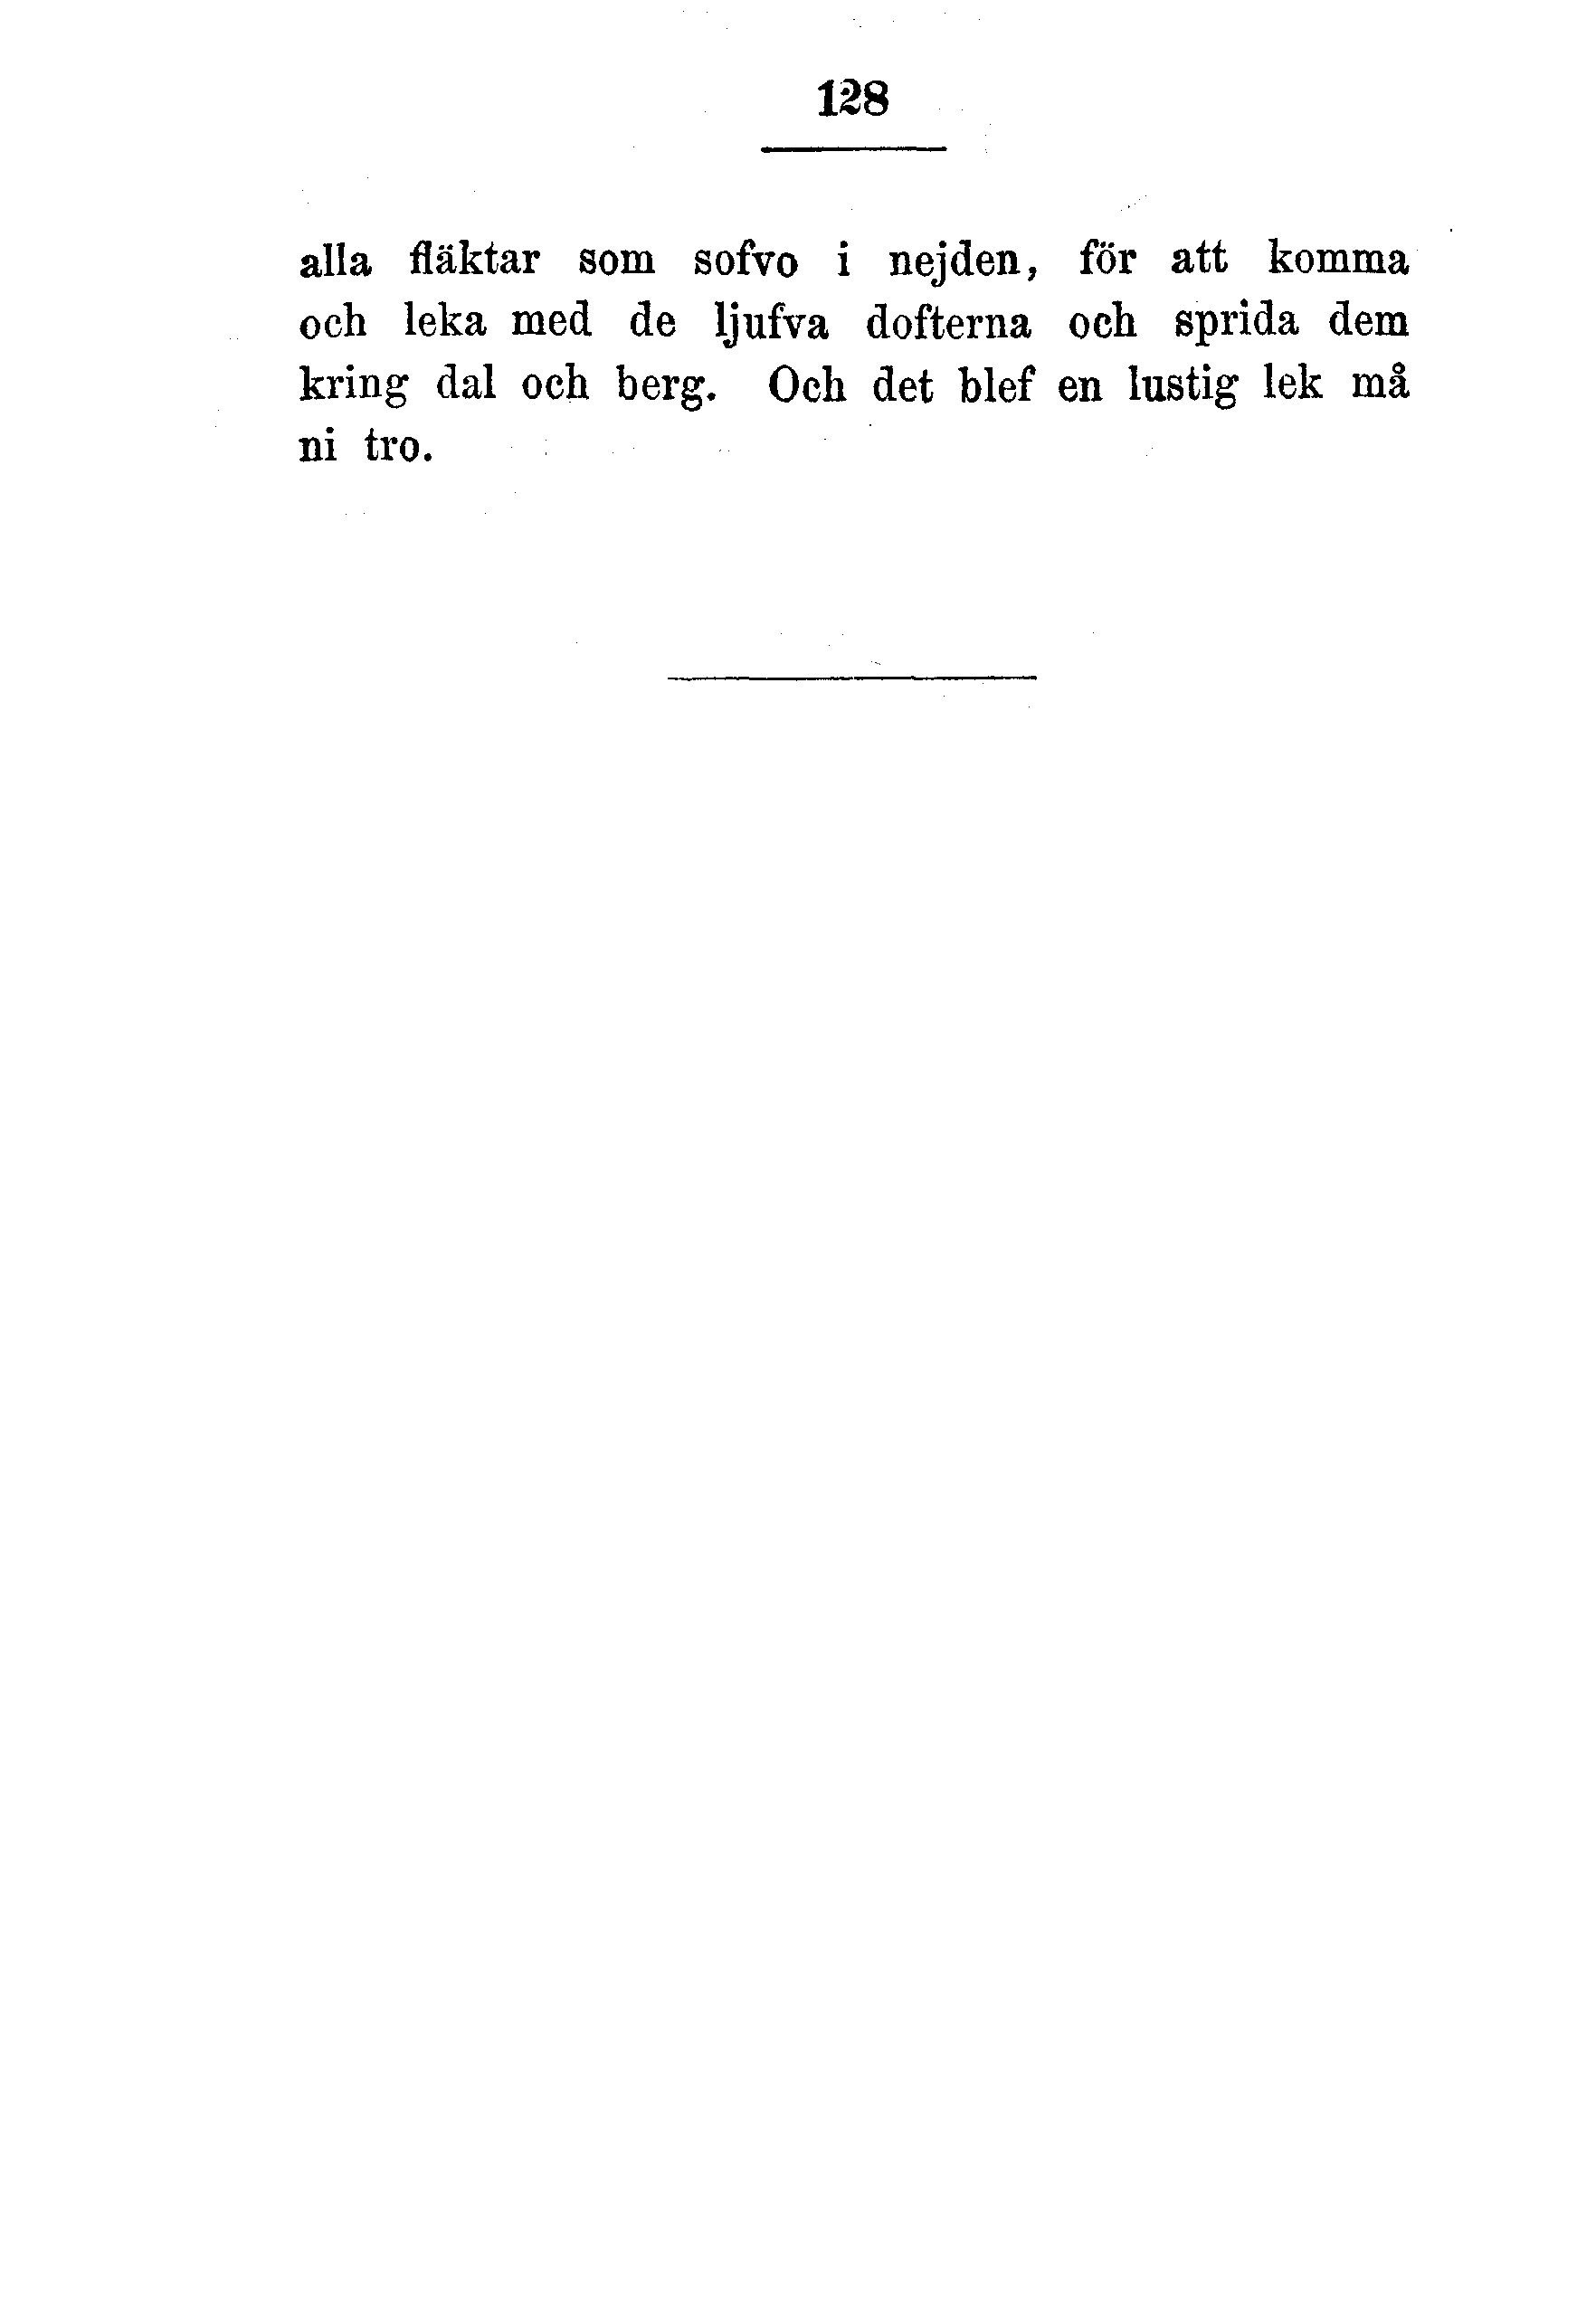 128
alla fläktar som sofvo i nejden, för att komma
och leka med de ljufva dofterna och sprida dem
kring dal och berg. Och det blef en lustig lek må
ni tro.